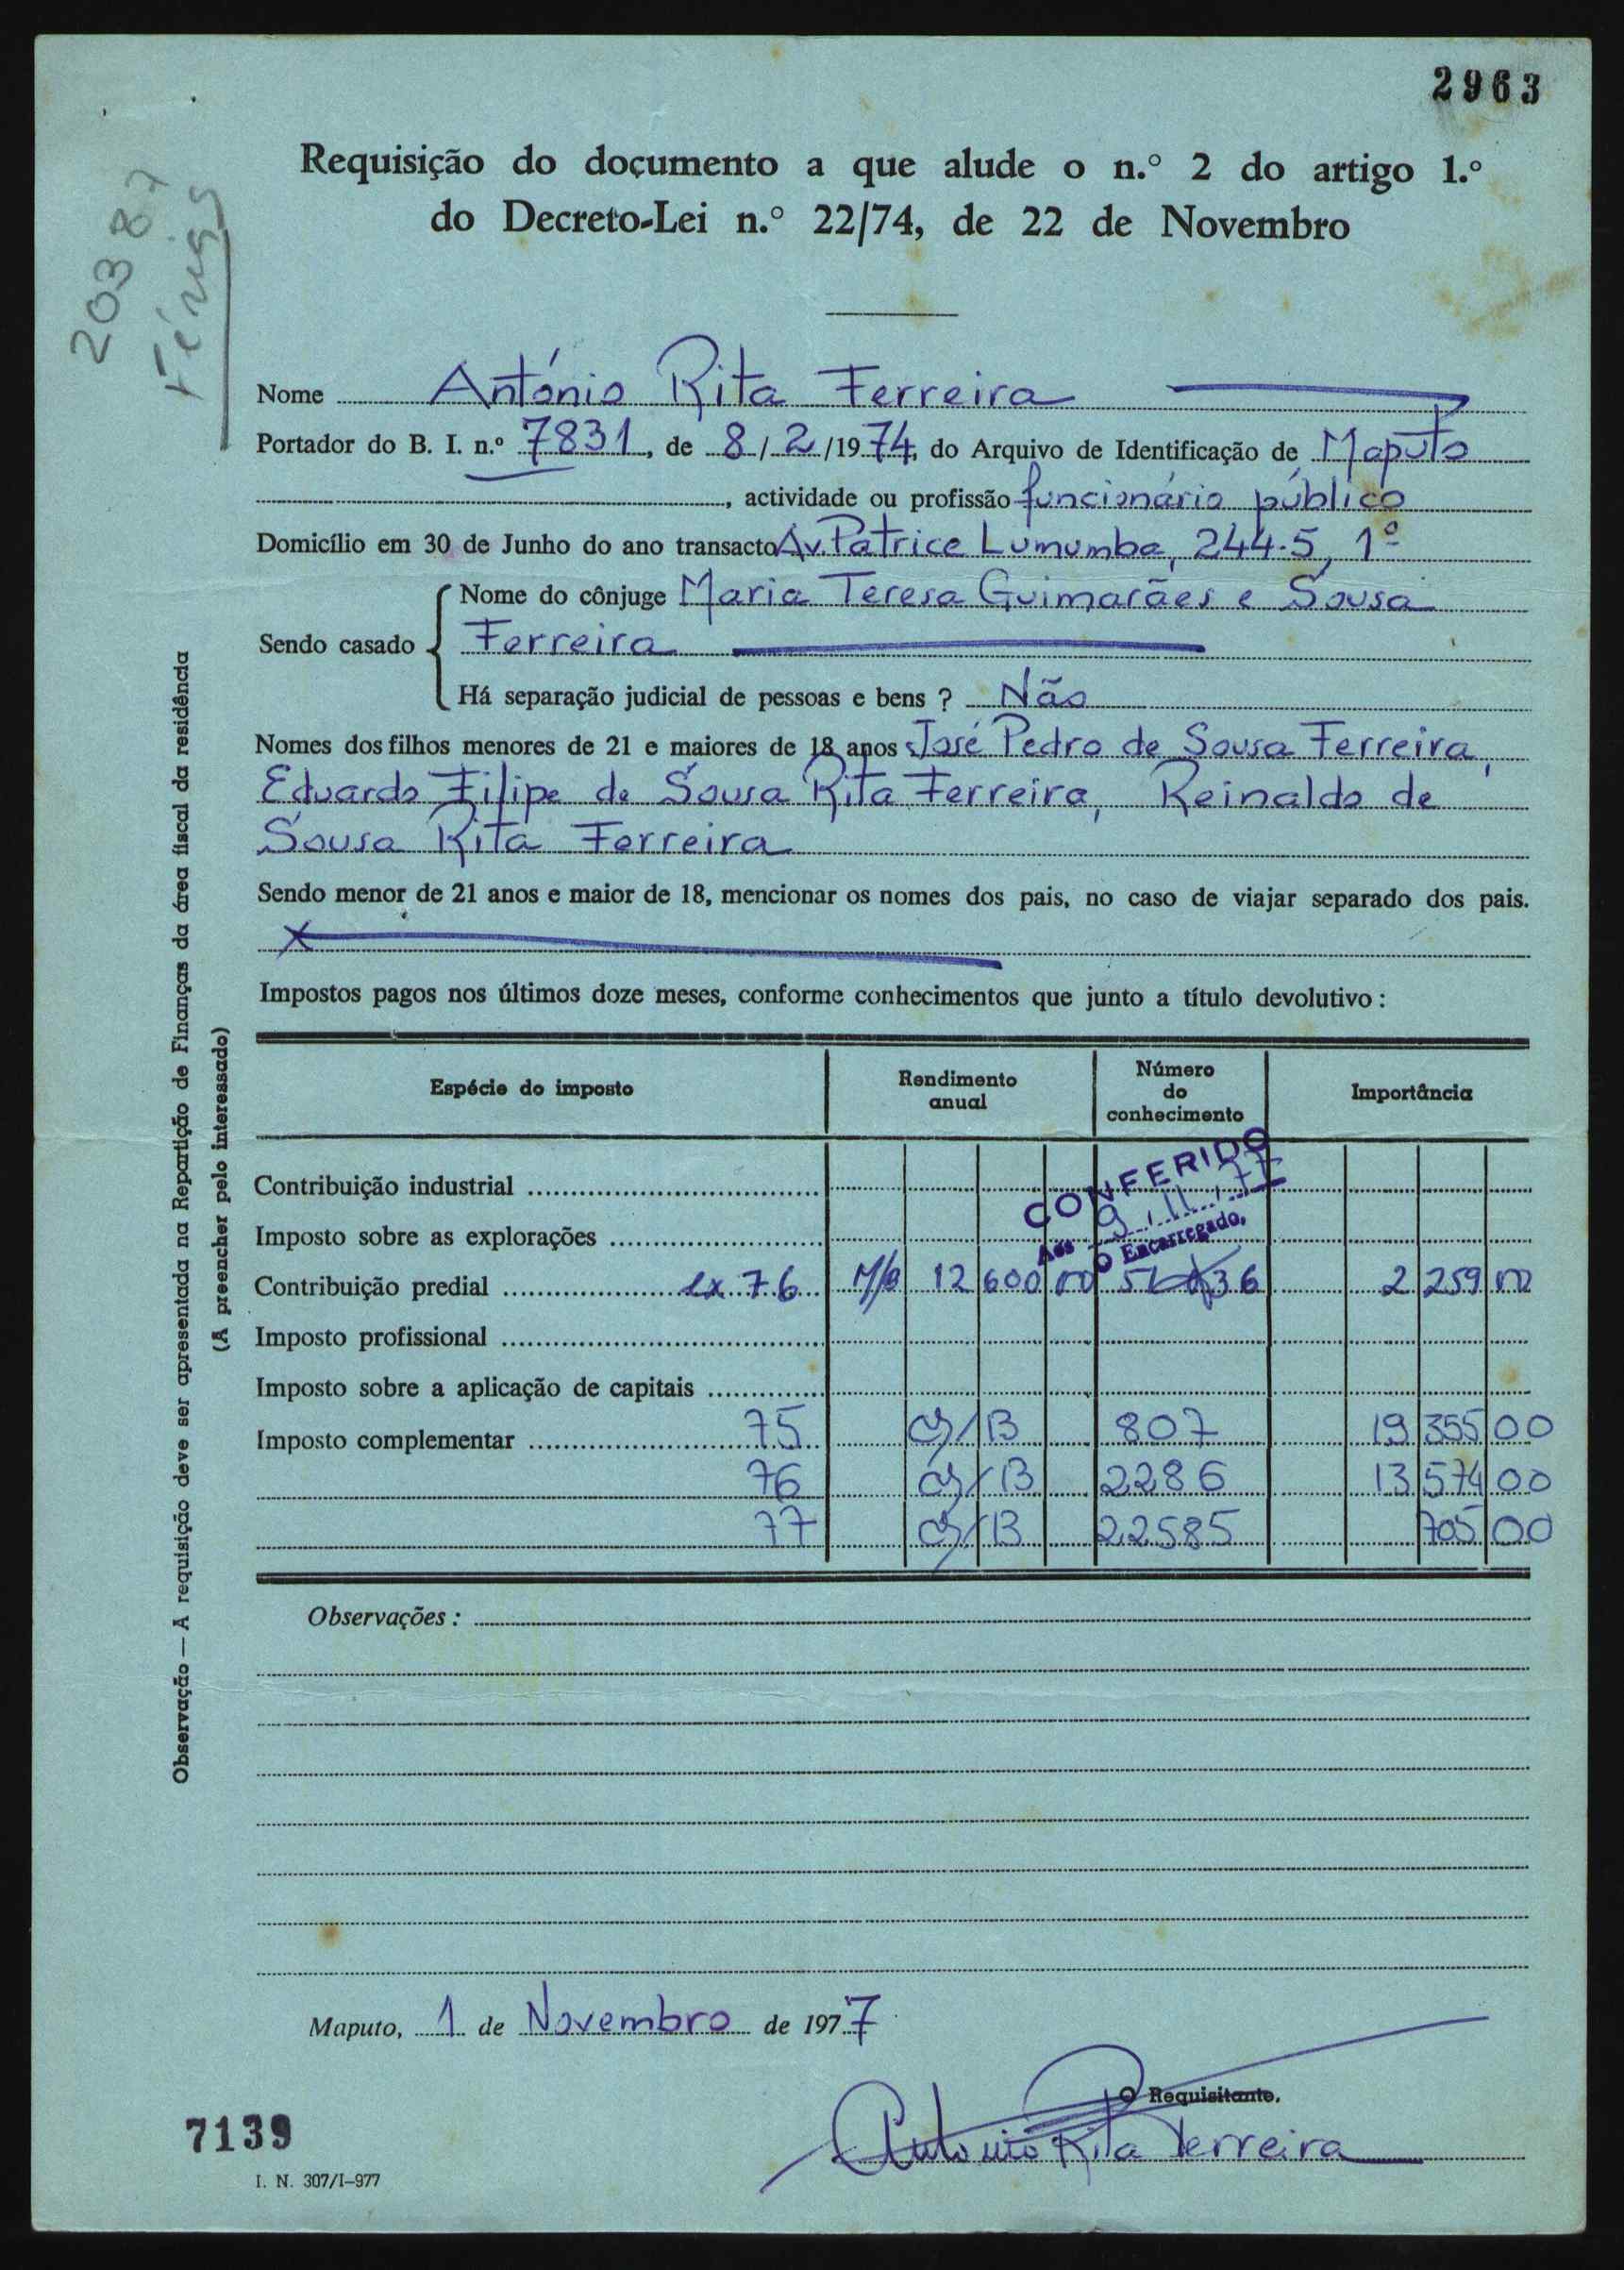 2963
Requisição do documento a que alude o n.º 2 do artigo 1.º
do Decreto-Lei n.º 22/74, de 22 de Novembro
20387
Férias
Nome António Rita Ferreira
Portador do B. I. n.º 7831, de 8/2/1974, do Arquivo de Identificação de Maputo
, actividade ou profissão funcionário público
Domicílio em 30 de Junho do ano transacto Av. Patrice Lumumba, 244-5, 1º
Sendo casado
Nome do cônjuge Maria Teresa Guimarães e Sousa
Ferreira
Há separação judicial de pessoas e bens ? Não
Nomes dos filhos menores de 21 e maiores de 18 anos José Pedro de Sousa Ferreira,
Eduardo Filipe de Sousa Rita Ferreira, Reinaldo de
Sousa Rita Ferreira
Sendo menor de 21 anos e maior de 18, mencionar os nomes dos pais, no caso de viajar separado dos pais.
X
Impostos pagos nos últimos doze meses, conforme conhecimentos que junto a título devolutivo :
Espécie do imposto Rendimento anual Número do conhecimento Importância
CONFERIDO
Aos 9.11.77
O Encarregado,
Contribuição industrial
Imposto sobre as explorações
Contribuição predial ex 76 12 600 00 2 259 00
Imposto profissional
Imposto sobre a aplicação de capitais
Imposto complementar 75 807 19 355 00
76 2286 13 574 00
77 22585 705 00
Observações :
Maputo, 1 de Novembro de 1977
O Requisitante,
Antonio Rita Ferreira
7139
I. N. 307/I-977
Observação — A requisição deve ser apresentada na Repartição de Finanças da área fiscal da residência
(A preencher pelo interessado)